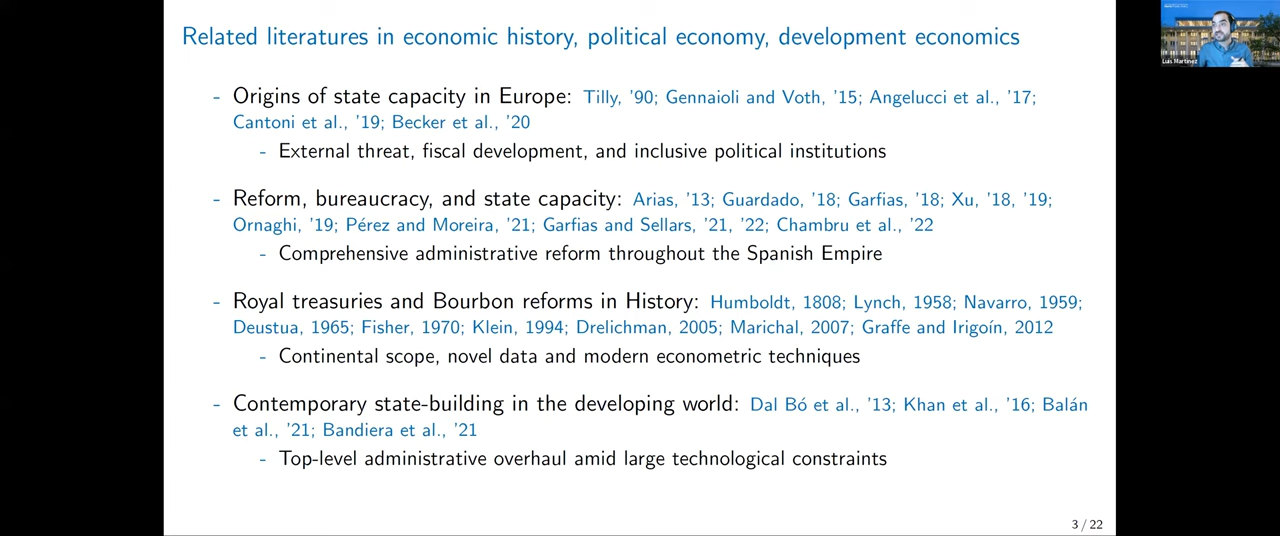 Related literatures in economic history, political economy, development economics
- Origins of state capacity in Europe: Tilly, '90; Gennaioli and Voth, '15; Angelucci et al., '17;
Cantoni et al., '19; Becker et al., '20
- External threat, fiscal development, and inclusive political institutions
- Reform, bureaucracy, and state capacity: Arias, '13; Guardado, '18; Garfias, '18; Xu, '18, '19;
Ornaghi, '19; Pérez and Moreira, '21; Garfias and Sellars, '21, '22; Chambru et al., '22
- Comprehensive administrative reform throughout the Spanish Empire
- Royal treasuries and Bourbon reforms in History: Humboldt, 1808; Lynch, 1958; Navarro, 1959;
Deustua, 1965; Fisher, 1970; Klein, 1994; Drelichman, 2005; Marichal, 2007; Graffe and Irigoín, 2012
- Continental scope, novel data and modern econometric techniques
- Contemporary state-building in the developing world: Dal Bó et al., '13; Khan et al., '16; Balán
et al., '21; Bandiera et al., '21
- Top-level administrative overhaul amid large technological constraints
3 / 22
Luis Martinez